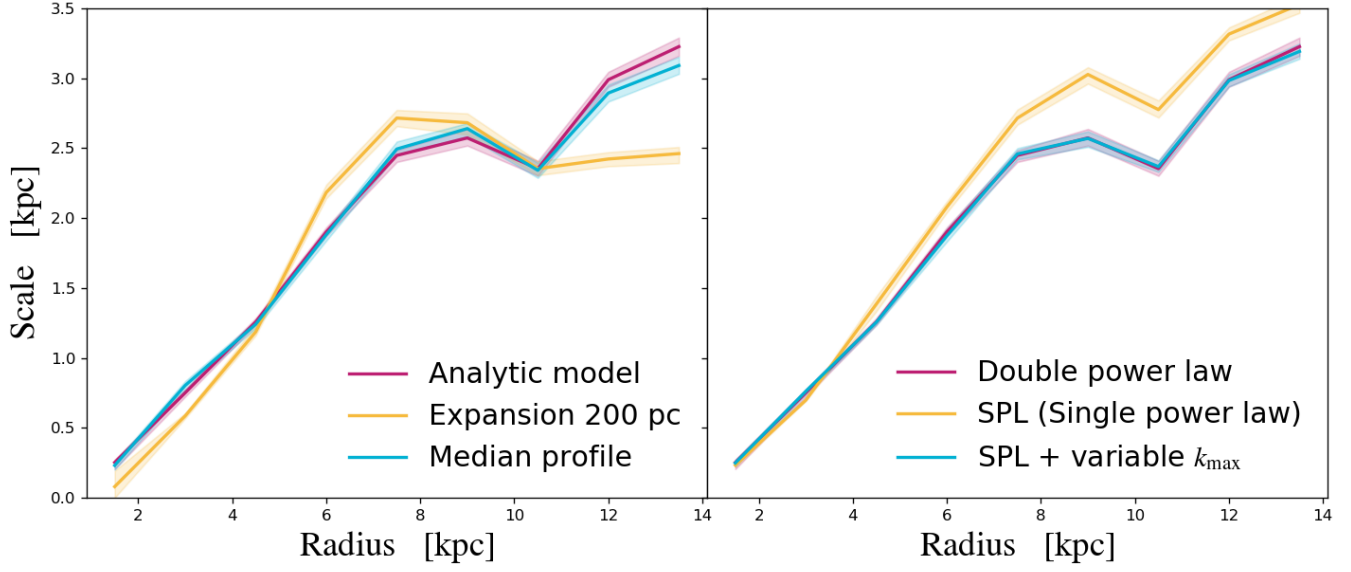 3.5
3.0
2.5
2.0
1.5
1.0
0.5
0.0
Scale [kpc]
Analytic model
Expansion 200 pc
Median profile
2 4 6 8 10 12 14
Radius [kpc]
Double power law
SPL (Single power law)
SPL + variable kmax
2 4 6 8 10 12 14
Radius [kpc]